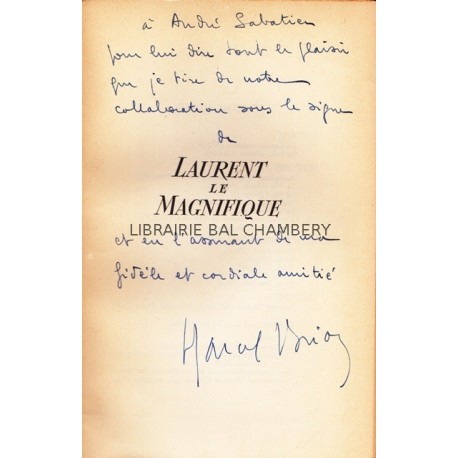 à André Sabatier
pour lui dire tout le plaisir
que je tire de notre
collaboration sous le signe
de
LAURENT
LE
MAGNIFIQUE
LIBRAIRIE BAL CHAMBERY
et en l'assurant de ma
fidèle et cordiale amitié
Marcel Brion